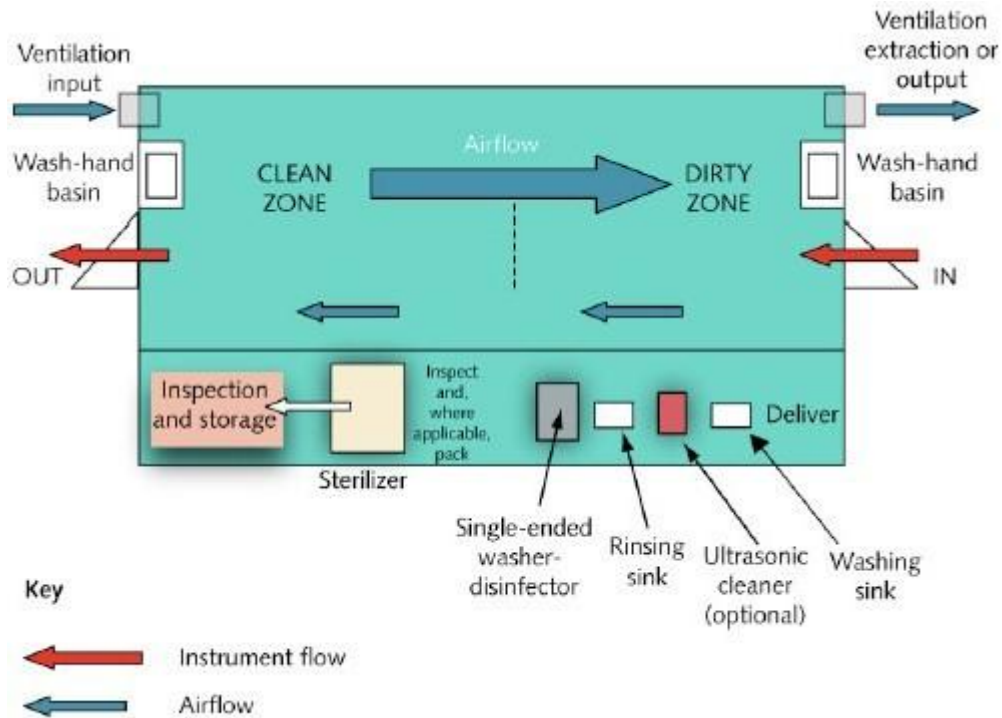 Ventilation
input
Ventilation
extraction or
output
Airflow
Wash-hand
basin
CLEAN
ZONE
DIRTY
ZONE
Wash-hand
basin
OUT
IN
Inspection
and storage
Inspect
and,
where
applicable,
pack
Deliver
Sterilizer
Single-ended
washer-
disinfector
Rinsing
sink
Ultrasonic
cleaner
(optional)
Washing
sink
Key
Instrument flow
Airflow